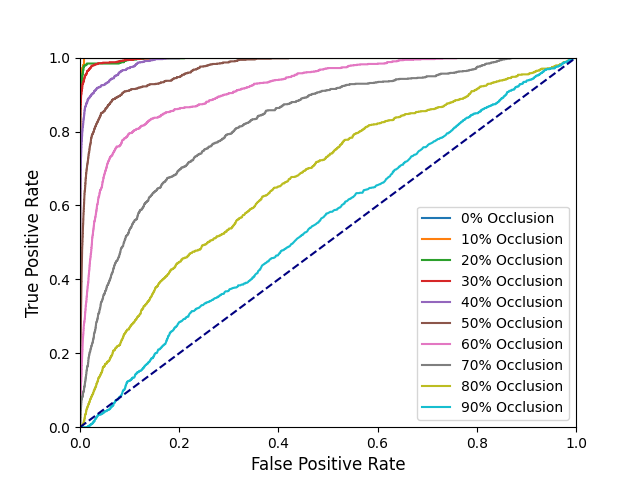 1.0
0.8
0.6
0.4
0.2
0.0
0.0 0.2 0.4 0.6 0.8 1.0
True Positive Rate
False Positive Rate
0% Occlusion
10% Occlusion
20% Occlusion
30% Occlusion
40% Occlusion
50% Occlusion
60% Occlusion
70% Occlusion
80% Occlusion
90% Occlusion